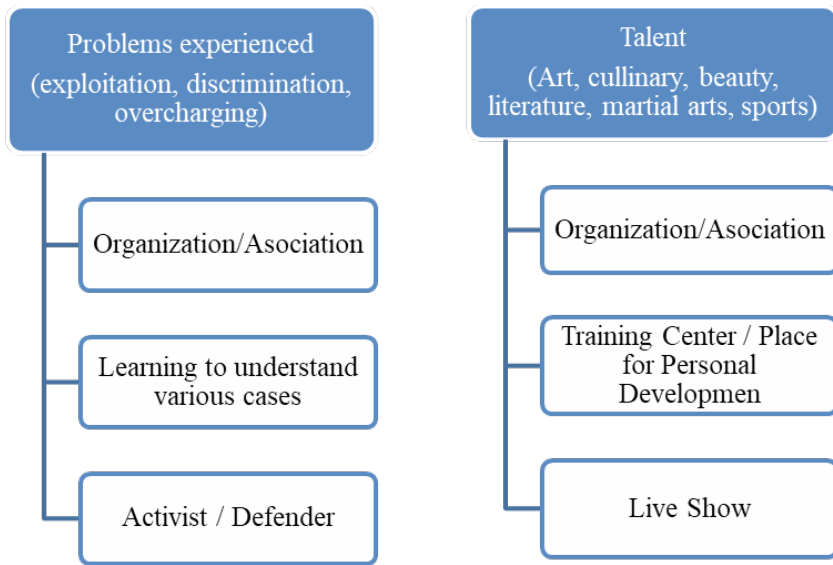 Problems experienced
(exploitation, discrimination,
overcharging)
Organization/Asociation
Learning to understand
various cases
Activist / Defender
Talent
(Art, cullinary, beauty,
literature, martial arts, sports)
Organization/Asociation
Training Center / Place
for Personal
Developmen
Live Show